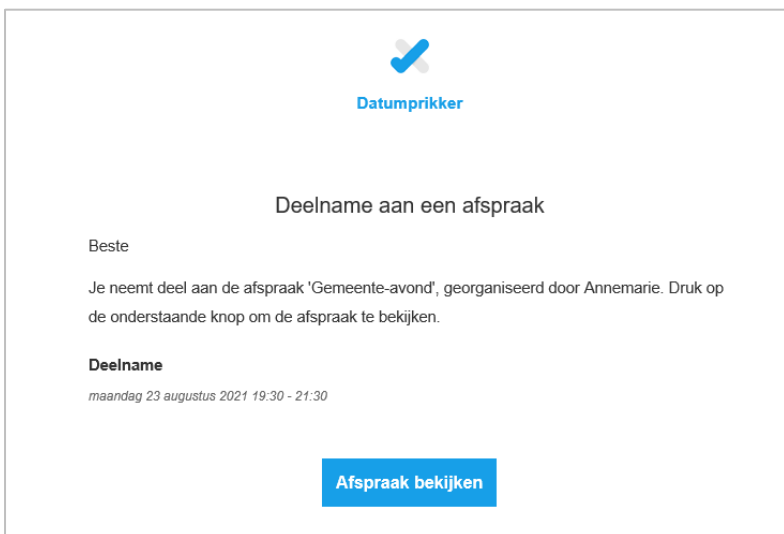 Datumprikker
Deelname aan een afspraak
Beste
Je neemt deel aan de afspraak 'Gemeente-avond', georganiseerd door Annemarie. Druk op
de onderstaande knop om de afspraak te bekijken.
Deelname
maandag 23 augustus 2021 19:30 - 21:30
Afspraak bekijken